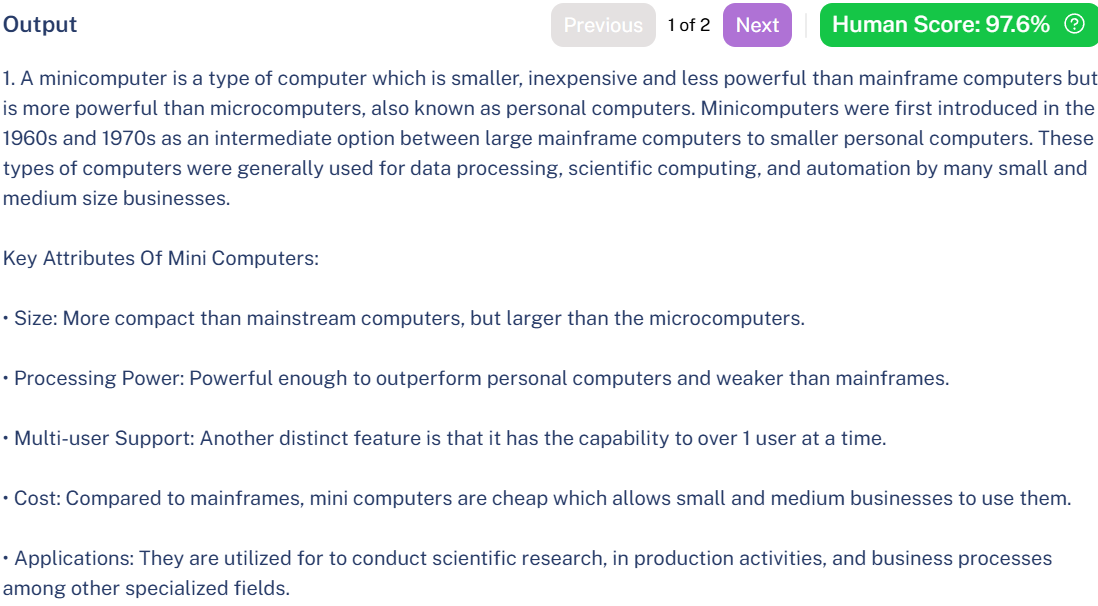 Output
Previous 1 of 2 Next Human Score: 97.6% ?
1. A minicomputer is a type of computer which is smaller, inexpensive and less powerful than mainframe computers but
is more powerful than microcomputers, also known as personal computers. Minicomputers were first introduced in the
1960s and 1970s as an intermediate option between large mainframe computers to smaller personal computers. These
types of computers were generally used for data processing, scientific computing, and automation by many small and
medium size businesses.
Key Attributes Of Mini Computers:
• Size: More compact than mainstream computers, but larger than the microcomputers.
• Processing Power: Powerful enough to outperform personal computers and weaker than mainframes.
• Multi-user Support: Another distinct feature is that it has the capability to over 1 user at a time.
• Cost: Compared to mainframes, mini computers are cheap which allows small and medium businesses to use them.
• Applications: They are utilized for to conduct scientific research, in production activities, and business processes
among other specialized fields.